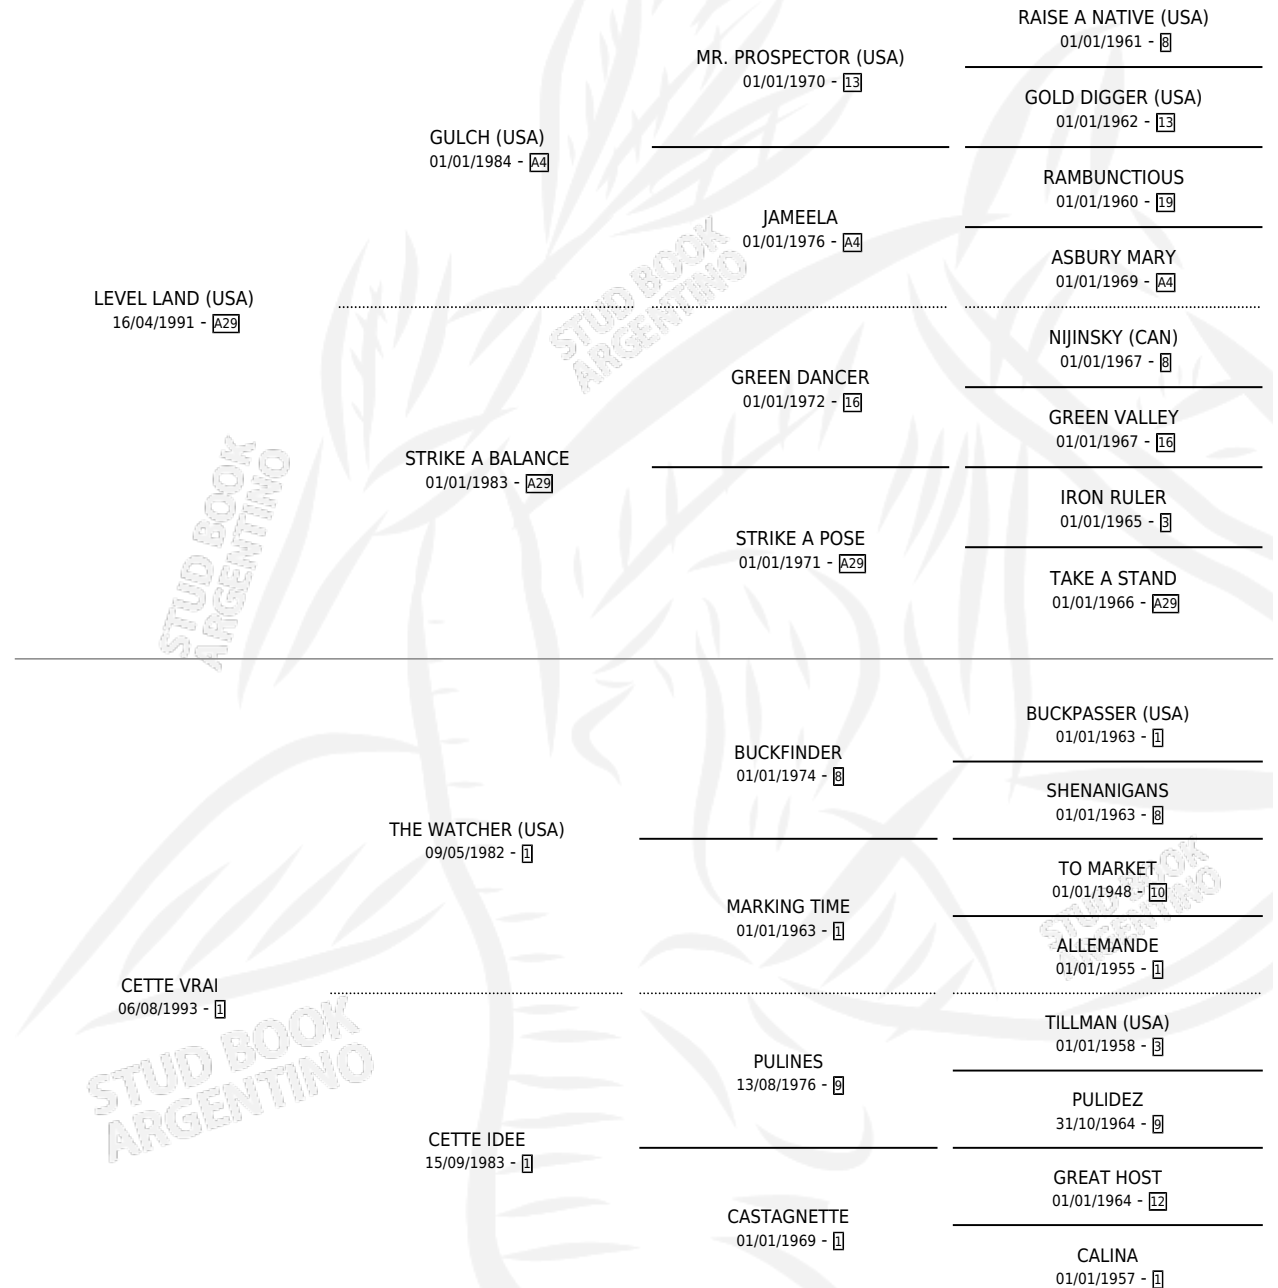 RAISE A NATIVE (USA)
01/01/1961 - 8
MR. PROSPECTOR (USA)
01/01/1970 - 13
GOLD DIGGER (USA)
01/01/1962 - 13
GULCH (USA)
01/01/1984 - A4
RAMBUNCTIOUS
01/01/1960 - 19
JAMEELA
01/01/1976 - A4
ASBURY MARY
01/01/1969 - A4
LEVEL LAND (USA)
16/04/1991 - A29
NIJINSKY (CAN)
01/01/1967 - 8
GREEN DANCER
01/01/1972 - 16
GREEN VALLEY
01/01/1967 - 16
STRIKE A BALANCE
01/01/1983 - A29
IRON RULER
01/01/1965 - 3
STRIKE A POSE
01/01/1971 - A29
TAKE A STAND
01/01/1966 - A29
STUD BOOK
ARGENTINO
STUD BOOK
ARGENTINO
BUCKPASSER (USA)
01/01/1963 - 1
BUCKFINDER
01/01/1974 - 8
SHENANIGANS
01/01/1963 - 8
THE WATCHER (USA)
09/05/1982 - 1
TO MARKET
01/01/1948 - 10
MARKING TIME
01/01/1963 - 1
ALLEMANDE
01/01/1955 - 1
CETTE VRAI
06/08/1993 - 1
TILLMAN (USA)
01/01/1958 - 3
PULINES
13/08/1976 - 9
PULIDEZ
31/10/1964 - 9
CETTE IDEE
15/09/1983 - 1
GREAT HOST
01/01/1964 - 12
CASTAGNETTE
01/01/1969 - 1
CALINA
01/01/1957 - 1
STUD BOOK
ARGENTINO
STUD BOOK
ARGENTINO